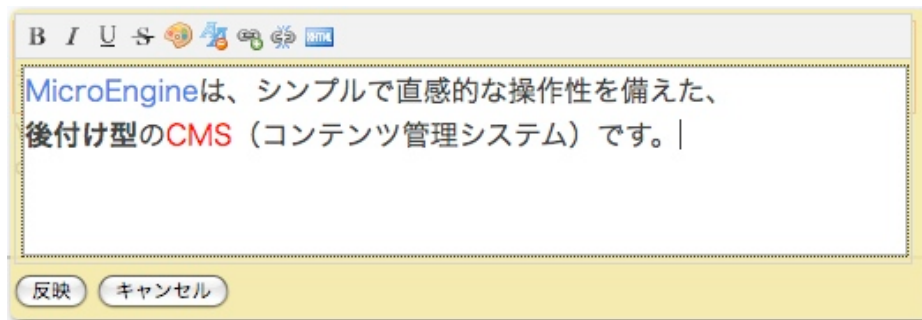 B I U S XHTML
MicroEngineは、シンプルで直感的な操作性を備えた、
後付け型のCMS（コンテンツ管理システム）です。
反映 キャンセル